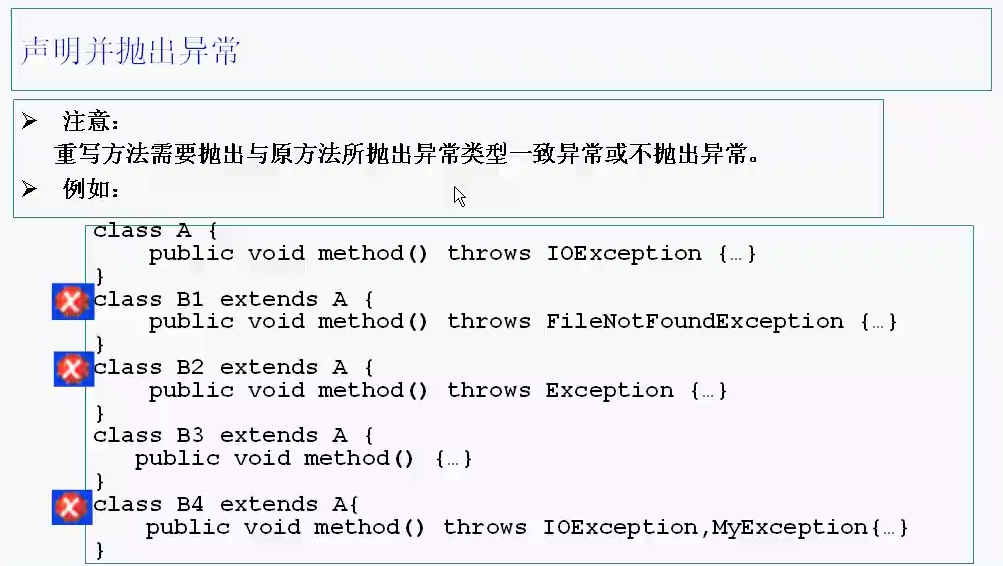 声明并抛出异常
➢ 注意：
重写方法需要抛出与原方法所抛出异常类型一致异常或不抛出异常。
➢ 例如：
class A {
public void method() throws IOException {…}
}
class B1 extends A {
public void method() throws FileNotFoundException {…}
}
class B2 extends A {
public void method() throws Exception {…}
}
class B3 extends A {
public void method() {…}
}
class B4 extends A{
public void method() throws IOException,MyException{…}
}